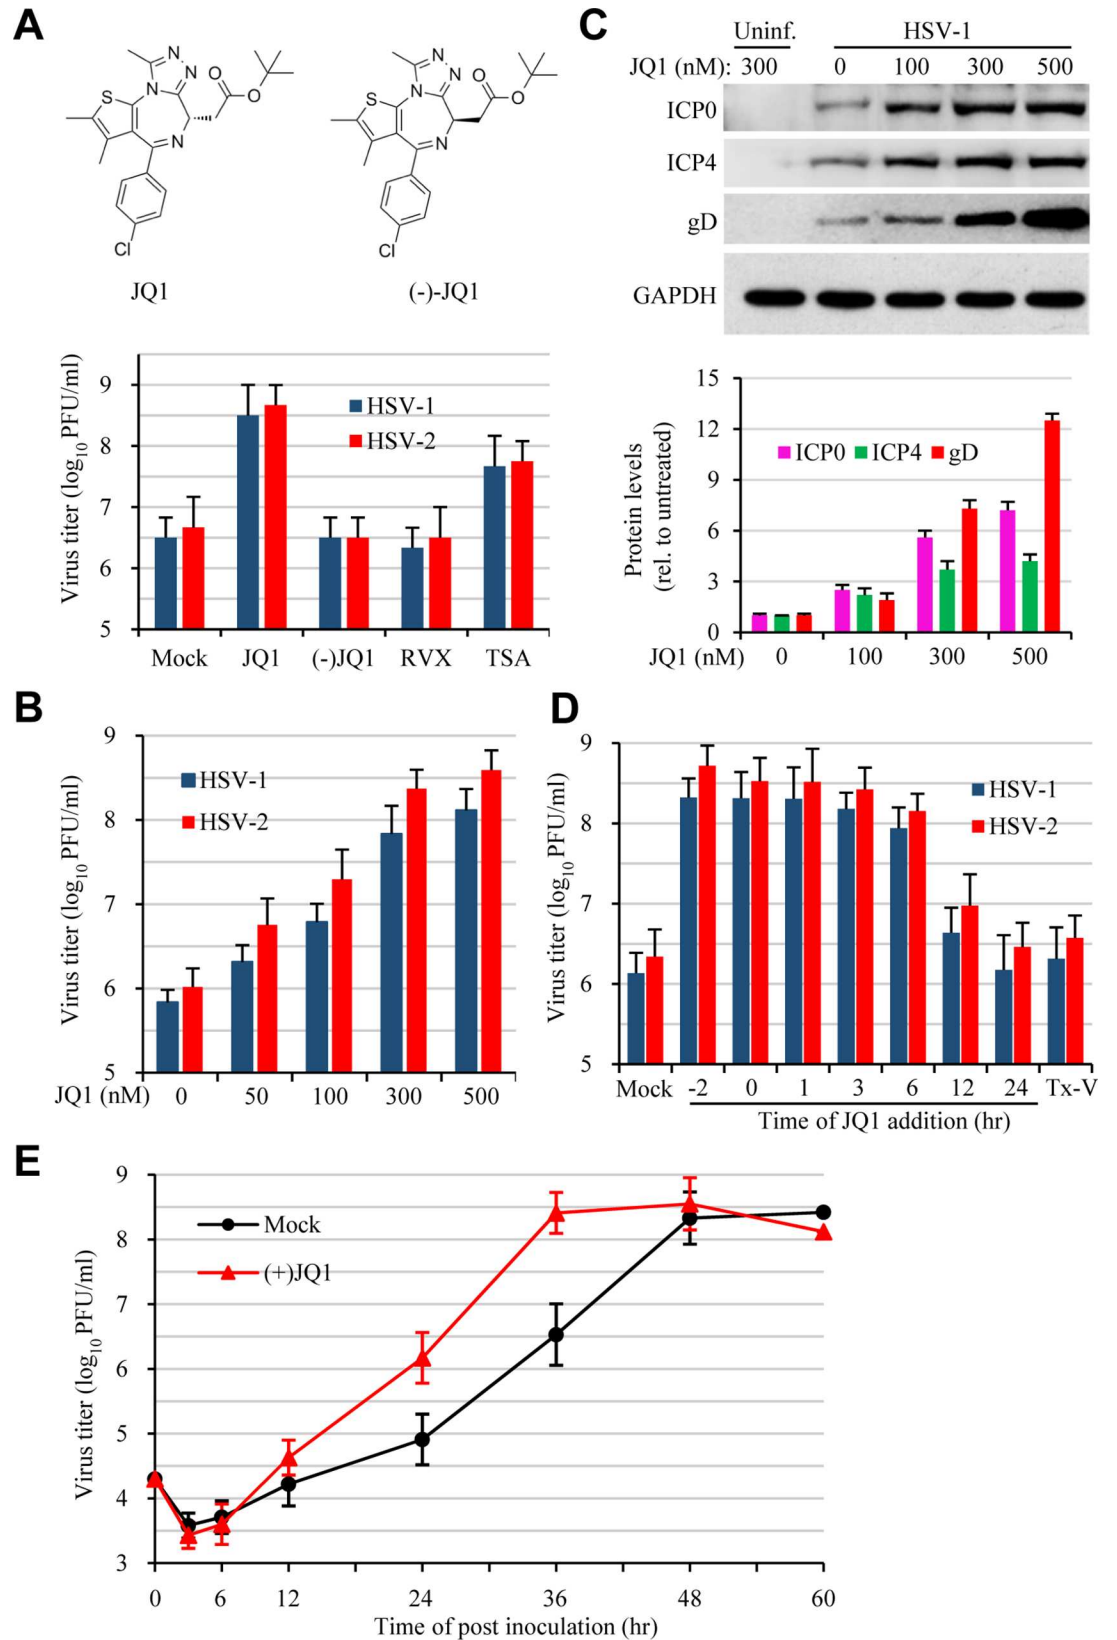 A
N
N
N
S
O
O
N
Cl
JQ1
N
N
N
S
O
O
N
Cl
(-)-JQ1
Virus titer (log10 PFU/ml)
9
8
7
6
5
HSV-1
HSV-2
Mock JQ1 (-)JQ1 RVX TSA
B
Virus titer (log10 PFU/ml)
9
8
7
6
5
HSV-1
HSV-2
JQ1 (nM) 0 50 100 300 500
C
Uninf. HSV-1
JQ1 (nM): 300 0 100 300 500
ICP0
ICP4
gD
GAPDH
Protein levels
(rel. to untreated)
15
12
9
6
3
0
ICP0 ICP4 gD
JQ1 (nM) 0 100 300 500
D
Virus titer (log10 PFU/ml)
9
8
7
6
5
HSV-1
HSV-2
Mock -2 0 1 3 6 12 24 Tx-V
Time of JQ1 addition (hr)
E
Virus titer (log10 PFU/ml)
9
8
7
6
5
4
3
Mock
(+)JQ1
0 6 12 24 36 48 60
Time of post inoculation (hr)